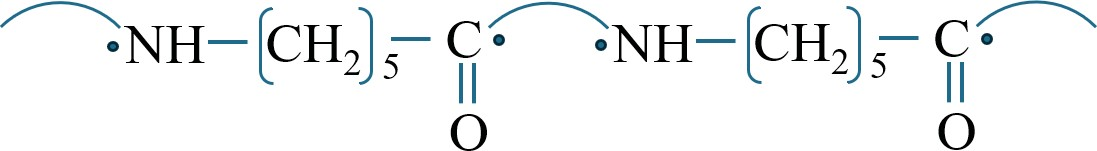 •NH—[CH₂]₅—C• •NH—[CH₂]₅—C•
O O